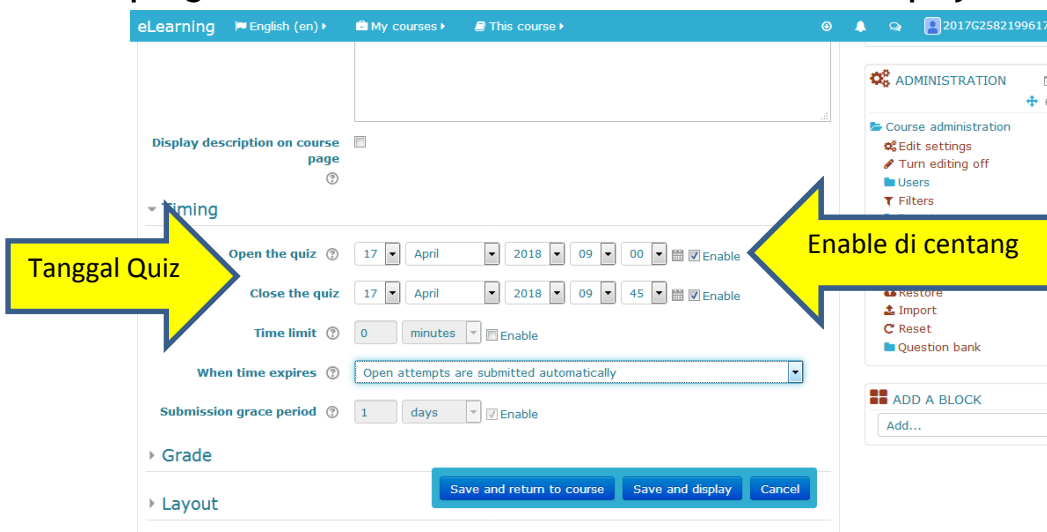 eLearning English (en) My courses This course 2017G2582199617
ADMINISTRATION
Course administration
Edit settings
Turn editing off
Users
Filters
Display description on course
page
Timing
Tanggal Quiz
Enable di centang
Open the quiz 17 April 2018 09 00 Enable
Close the quiz 17 April 2018 09 45 Enable
Restore
Import
Reset
Question bank
Time limit 0 minutes Enable
When time expires Open attempts are submitted automatically
Submission grace period 1 days Enable
ADD A BLOCK
Add...
Grade
Layout
Save and return to course Save and display Cancel